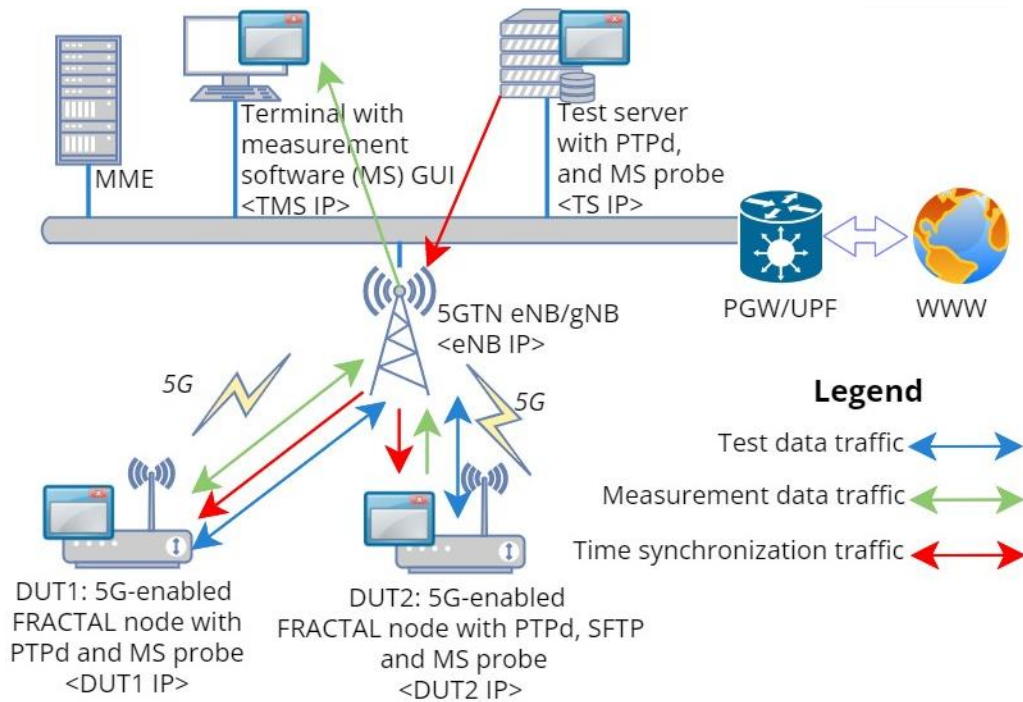 MME
Terminal with
measurement
software (MS) GUI
<TMS IP>
Test server
with PTPd,
and MS probe
<TS IP>
PGW/UPF
WWW
5GTN eNB/gNB
<eNB IP>
5G
5G
Legend
Test data traffic
Measurement data traffic
Time synchronization traffic
DUT1: 5G-enabled
FRACTAL node with
PTPd and MS probe
<DUT1 IP>
DUT2: 5G-enabled
FRACTAL node with PTPd, SFTP
and MS probe
<DUT2 IP>